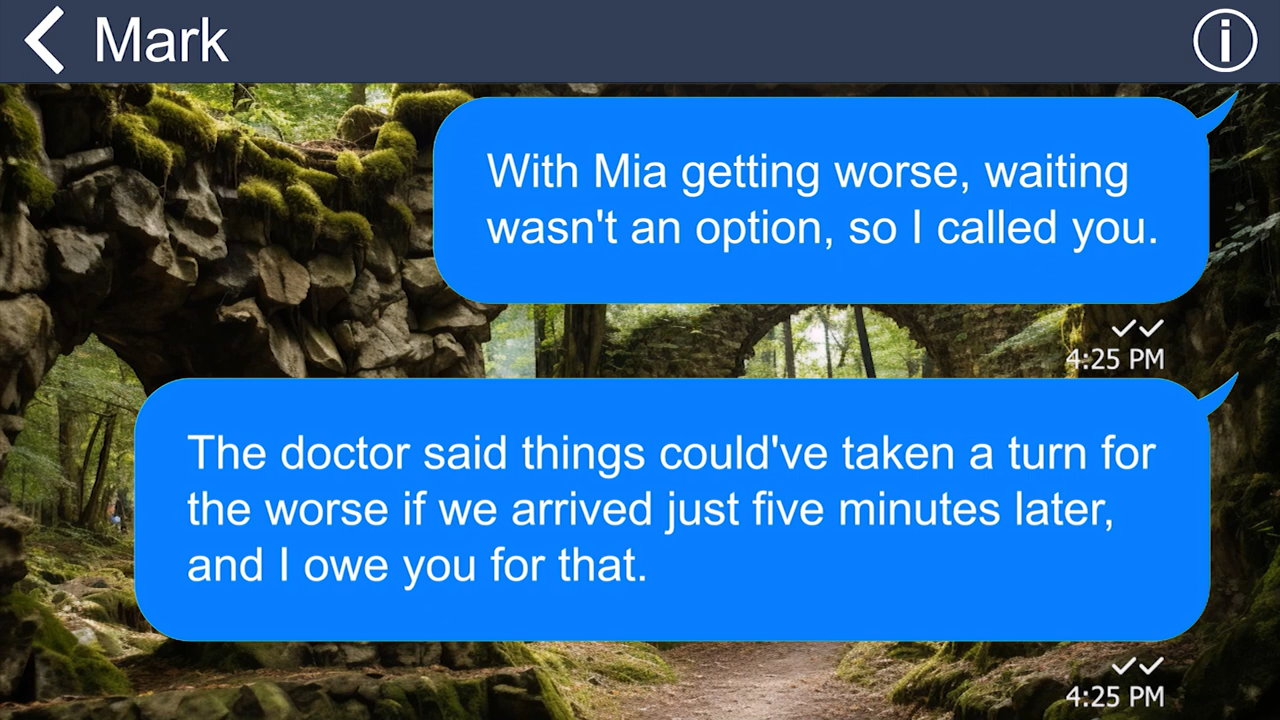 Mark
With Mia getting worse, waiting
wasn't an option, so I called you.
4:25 PM
The doctor said things could've taken a turn for
the worse if we arrived just five minutes later,
and I owe you for that.
4:25 PM